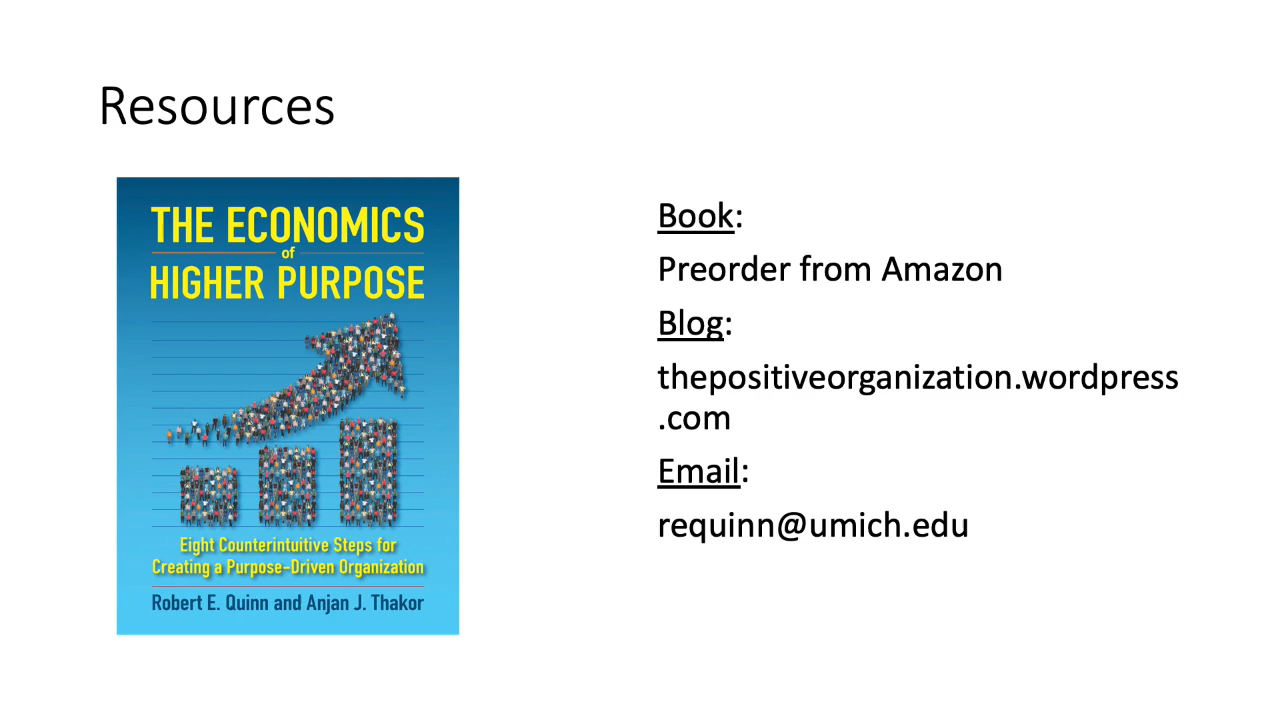 Resources
THE ECONOMICS
of
HIGHER PURPOSE
Eight Counterintuitive Steps for
Creating a Purpose-Driven Organization
Robert E. Quinn and Anjan J. Thakor
Book:
Preorder from Amazon
Blog:
thepositiveorganization.wordpress
.com
Email:
requinn@umich.edu